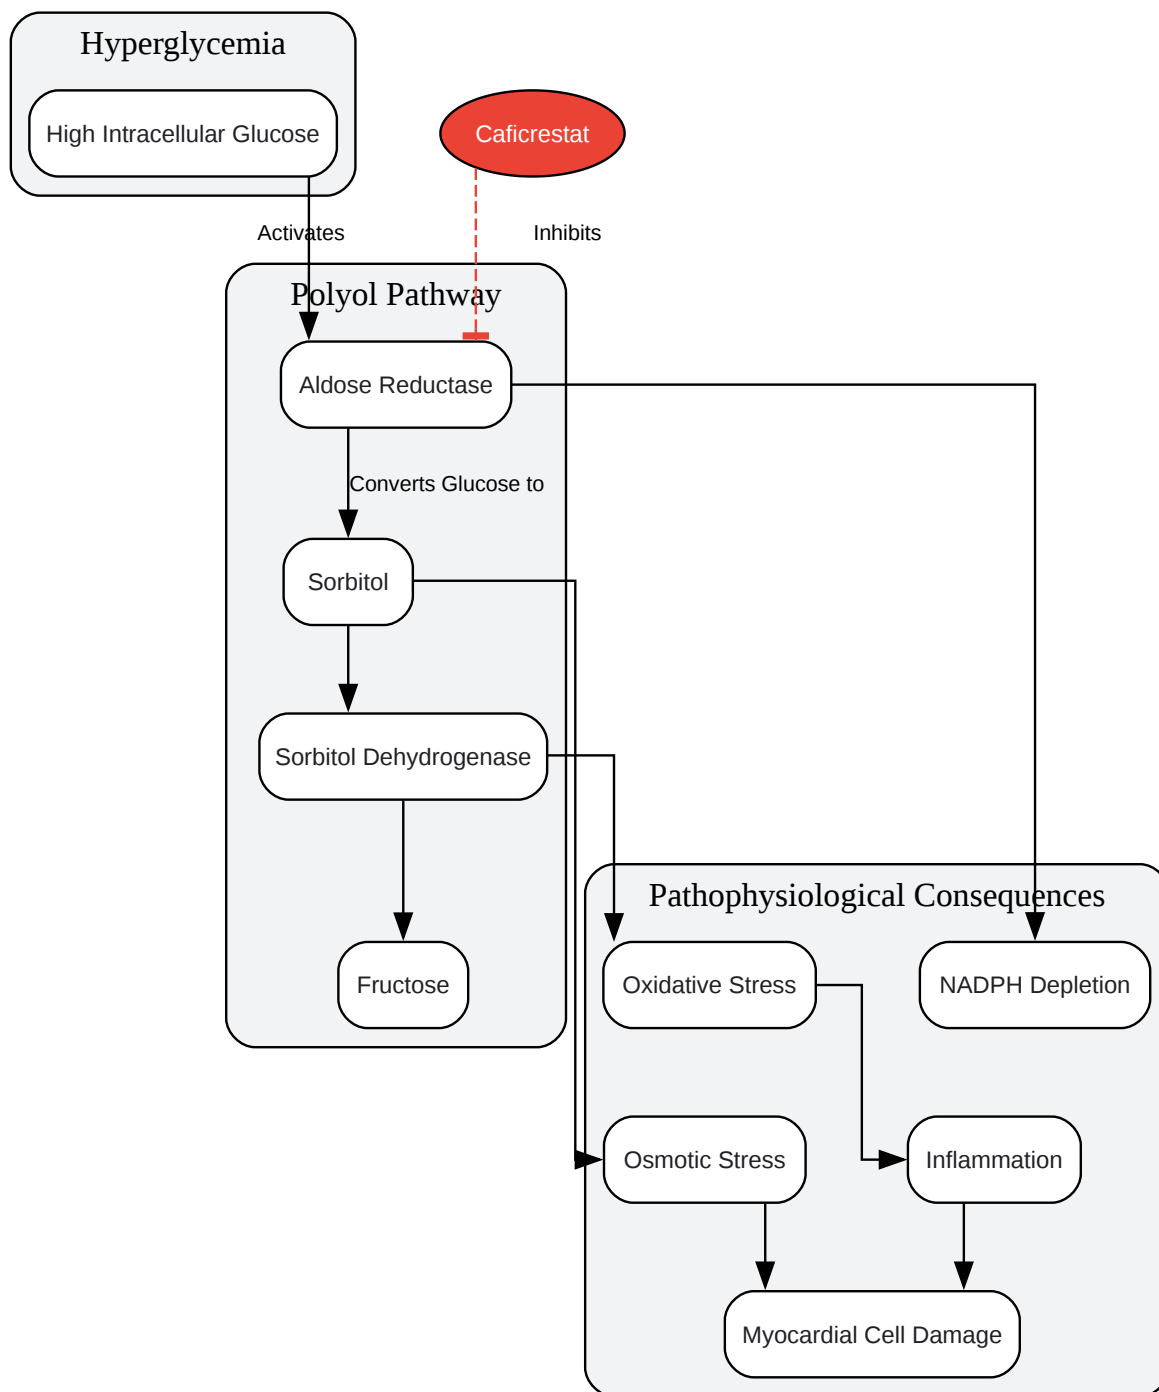 Hyperglycemia
High Intracellular Glucose
Caficrestat
Activates
Inhibits
Polyol Pathway
Aldose Reductase
Converts Glucose to
Sorbitol
Sorbitol Dehydrogenase
Pathophysiological Consequences
Fructose
Oxidative Stress
NADPH Depletion
Osmotic Stress
Inflammation
Myocardial Cell Damage